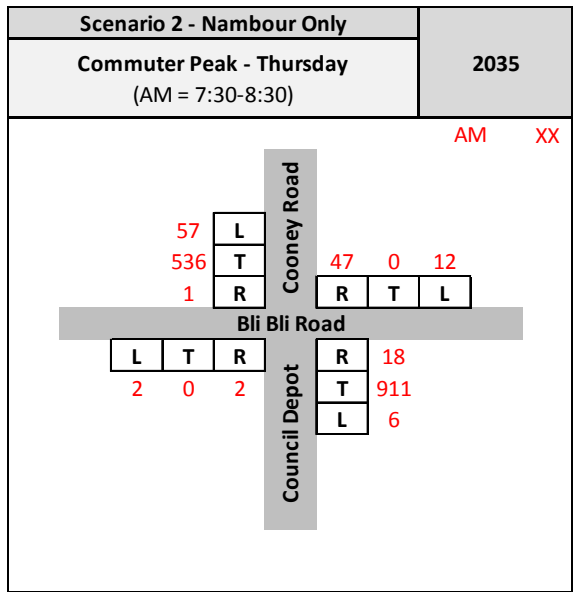 Scenario 2 - Nambour Only
Commuter Peak - Thursday
(AM = 7:30-8:30)
2035
AM XX
Cooney Road
57 L
536 T
1 R
47 0 12
R T L
Bli Bli Road
L T R
2 0 2
R 18
T 911
L 6
Council Depot